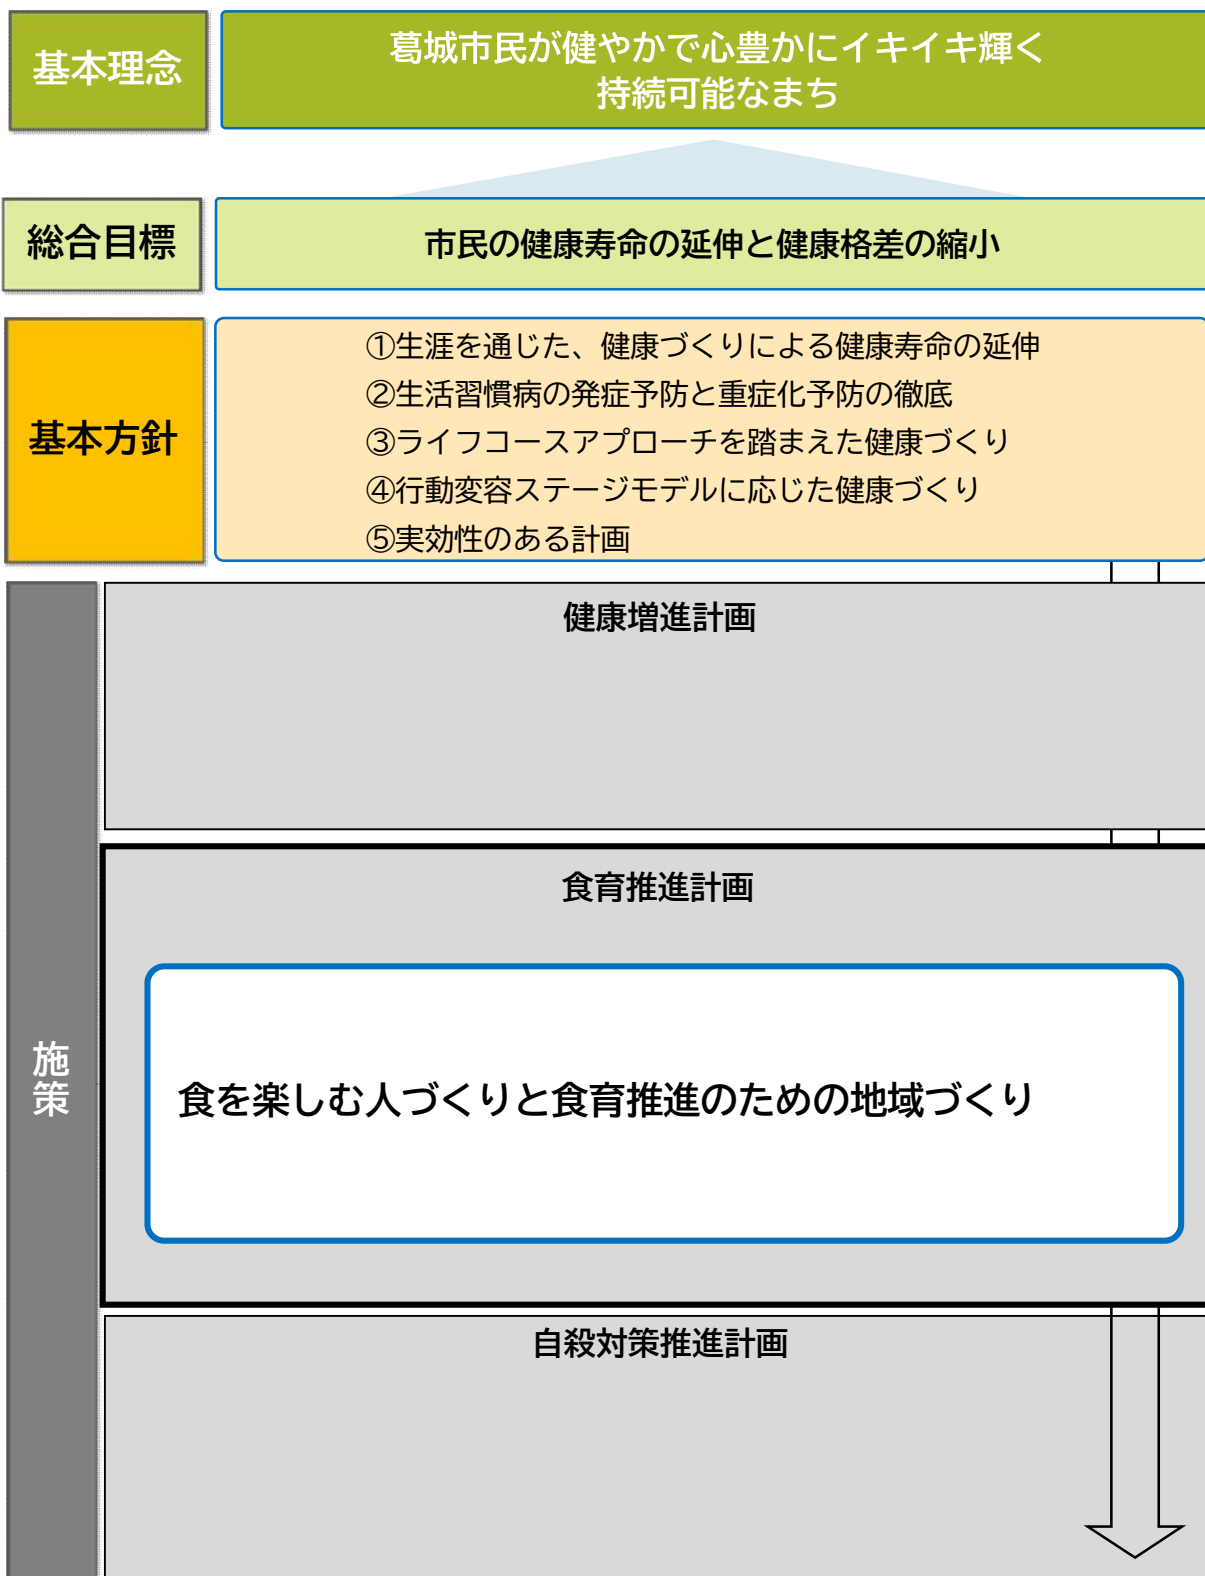 基本理念
葛城市民が健やかで心豊かにイキイキ輝く
持続可能なまち
総合目標
市民の健康寿命の延伸と健康格差の縮小
基本方針
①生涯を通じた、健康づくりによる健康寿命の延伸
②生活習慣病の発症予防と重症化予防の徹底
③ライフコースアプローチを踏まえた健康づくり
④行動変容ステージモデルに応じた健康づくり
⑤実効性のある計画
施策
健康増進計画
食育推進計画
食を楽しむ人づくりと食育推進のための地域づくり
自殺対策推進計画